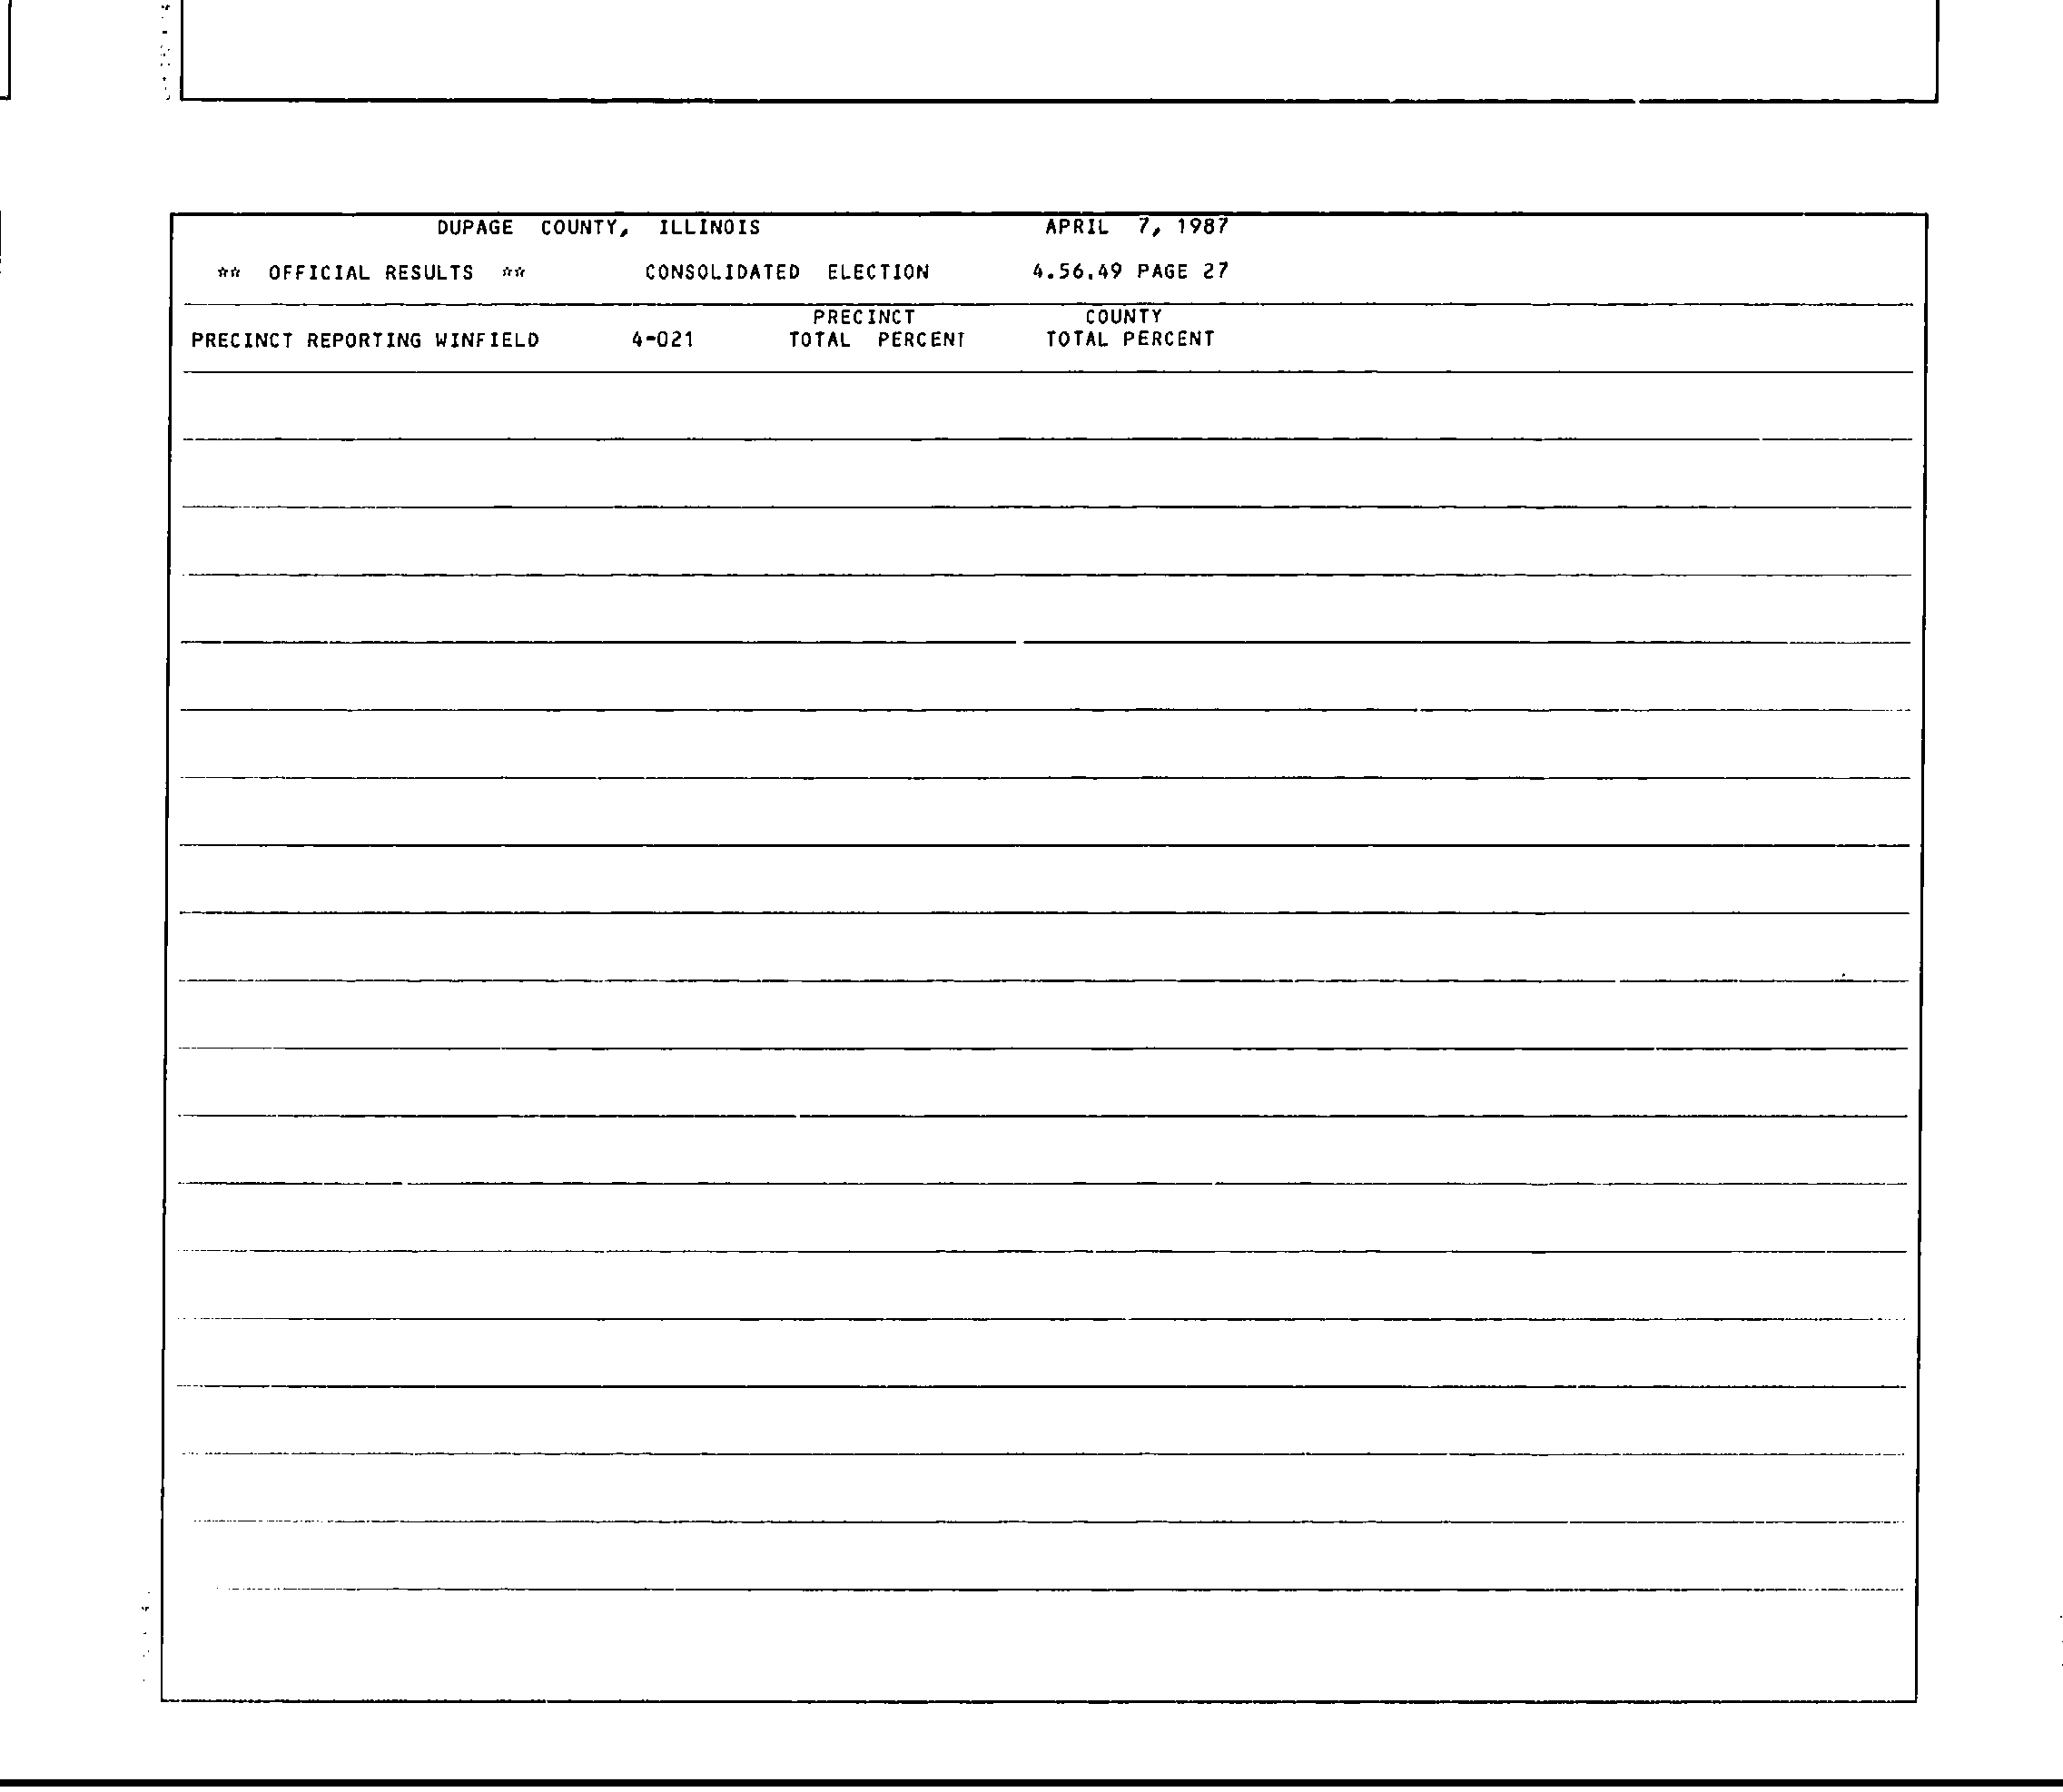 DUPAGE COUNTY, ILLINOIS APRIL 7, 1987
** OFFICIAL RESULTS ** CONSOLIDATED ELECTION 4.56.49 PAGE 27
PRECINCT COUNTY
PRECINCT REPORTING WINFIELD 4-021 TOTAL PERCENT TOTAL PERCENT